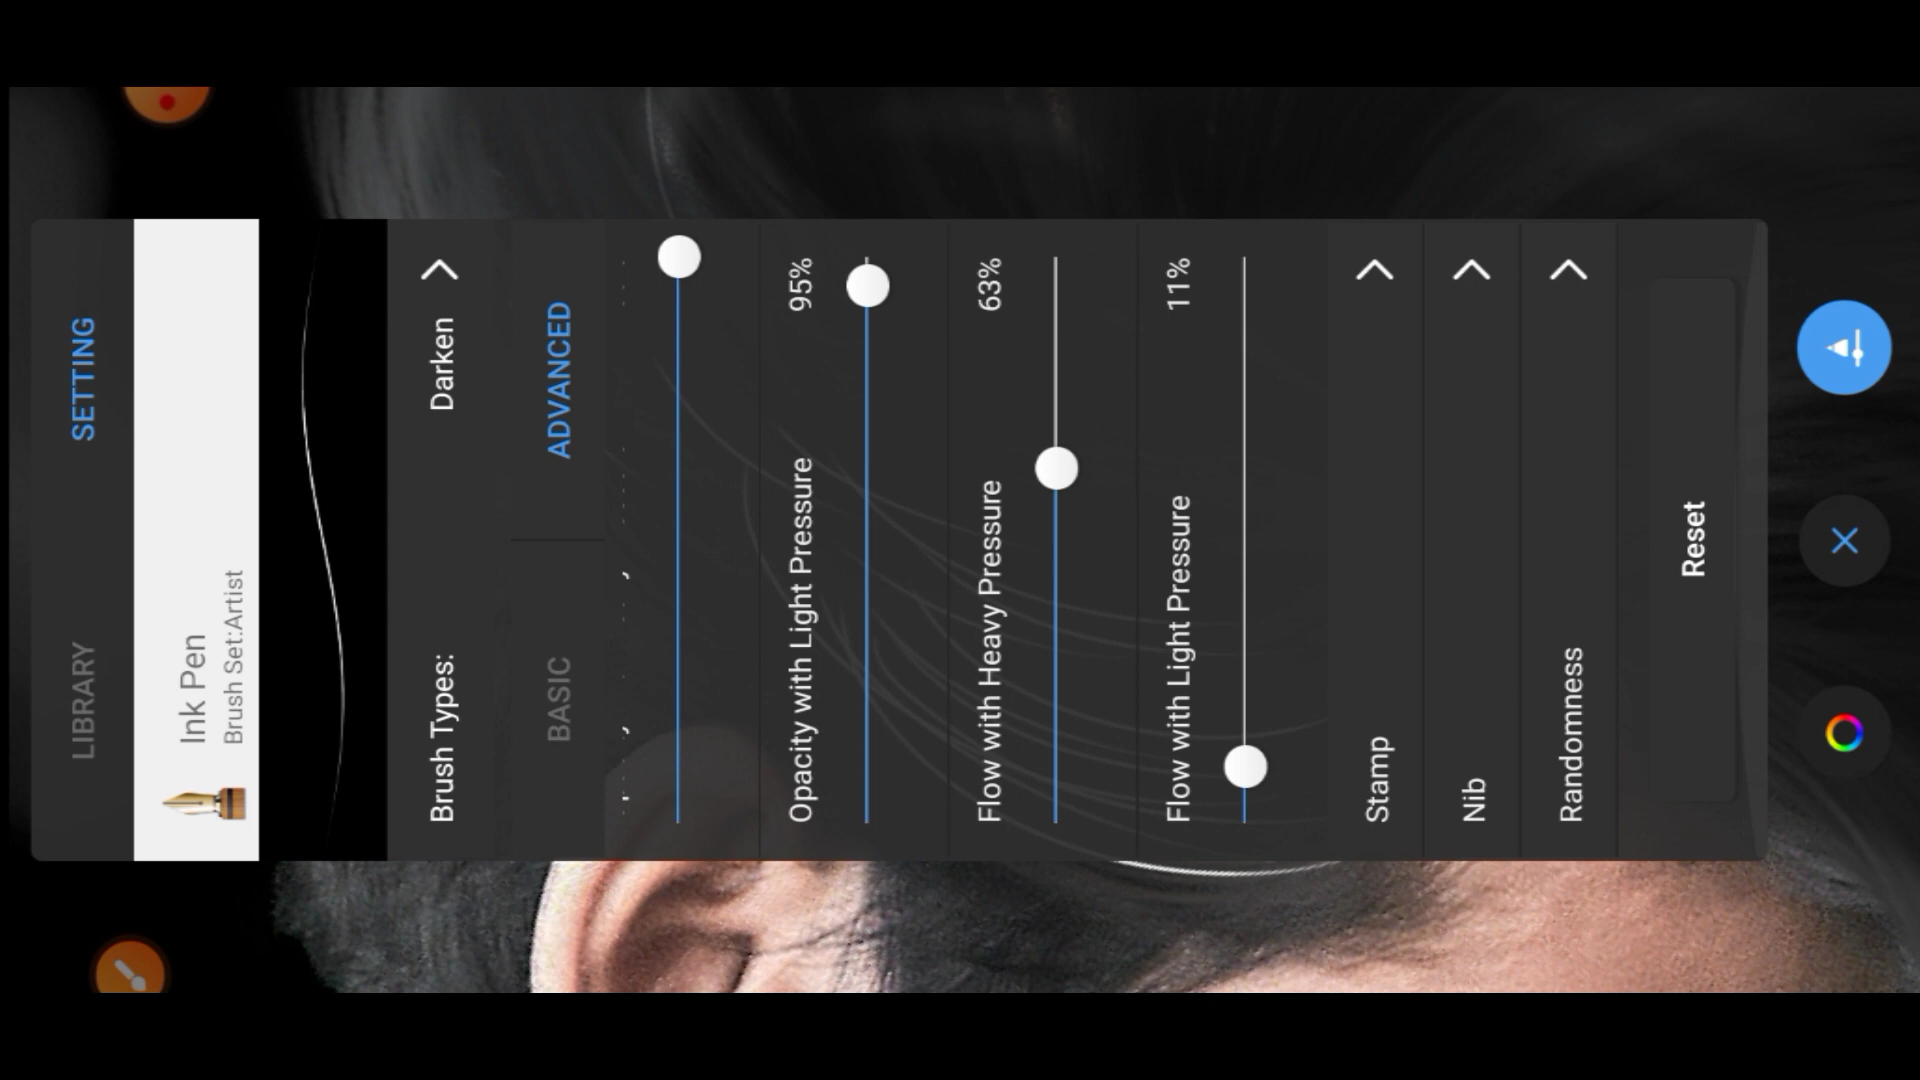 LIBRARY SETTING
Ink Pen
Brush Set:Artist
Brush Types: Darken
BASIC ADVANCED
Opacity with Light Pressure 95%
Flow with Heavy Pressure 63%
Flow with Light Pressure 11%
Stamp
Nib
Randomness
Reset